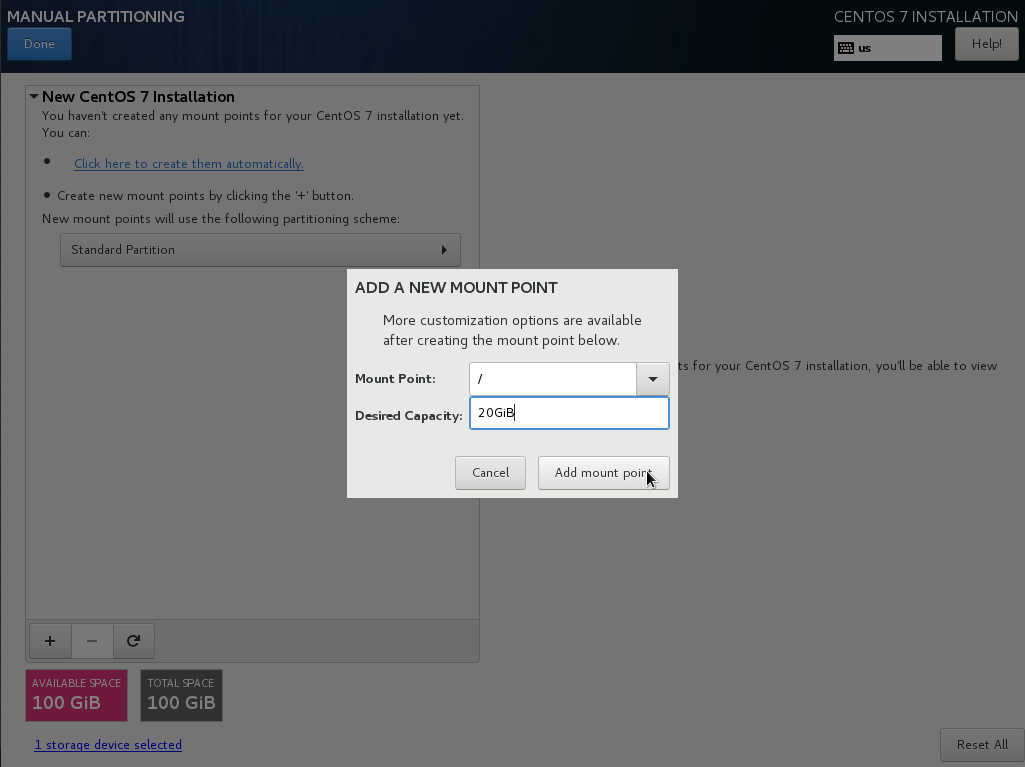 MANUAL PARTITIONING
CENTOS 7 INSTALLATION
Done
us
Help!
New CentOS 7 Installation
You haven't created any mount points for your CentOS 7 installation yet.
You can:
Click here to create them automatically.
Create new mount points by clicking the '+' button.
New mount points will use the following partitioning scheme:
Standard Partition
ADD A NEW MOUNT POINT
More customization options are available
after creating the mount point below.
Mount Point: /
Desired Capacity: 20GiB
Cancel
Add mount point
ts for your CentOS 7 installation, you'll be able to view
AVAILABLE SPACE
100 GiB
TOTAL SPACE
100 GiB
1 storage device selected
Reset All